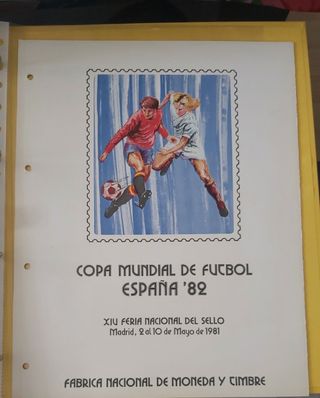 COPA MUNDIAL DE FUTBOL
ESPAÑA '82
XIV FERIA NACIONAL DEL SELLO
Madrid, 2 al 10 de Mayo de 1981
FABRICA NACIONAL DE MONEDA Y TIMBRE